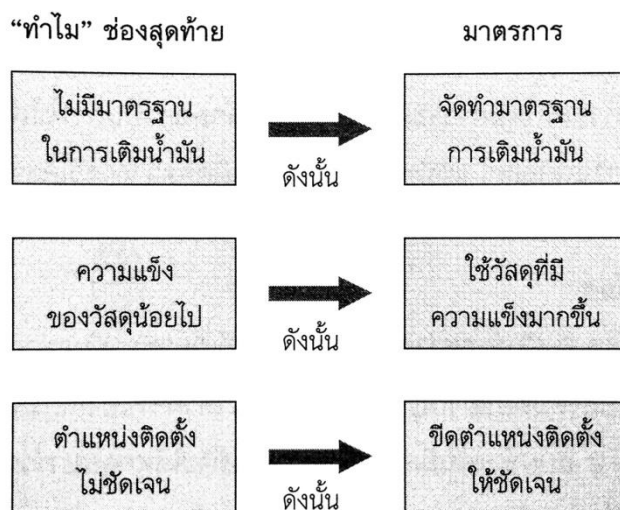 “ทำไม” ช่องสุดท้าย
มาตรการ
ไม่มีมาตรฐาน
ในการเติมน้ำมัน
ดังนั้น
จัดทำมาตรฐาน
การเติมน้ำมัน
ความแข็ง
ของวัสดุน้อยไป
ดังนั้น
ใช้วัสดุที่มี
ความแข็งมากขึ้น
ตำแหน่งติดตั้ง
ไม่ชัดเจน
ดังนั้น
ขีดตำแหน่งติดตั้ง
ให้ชัดเจน